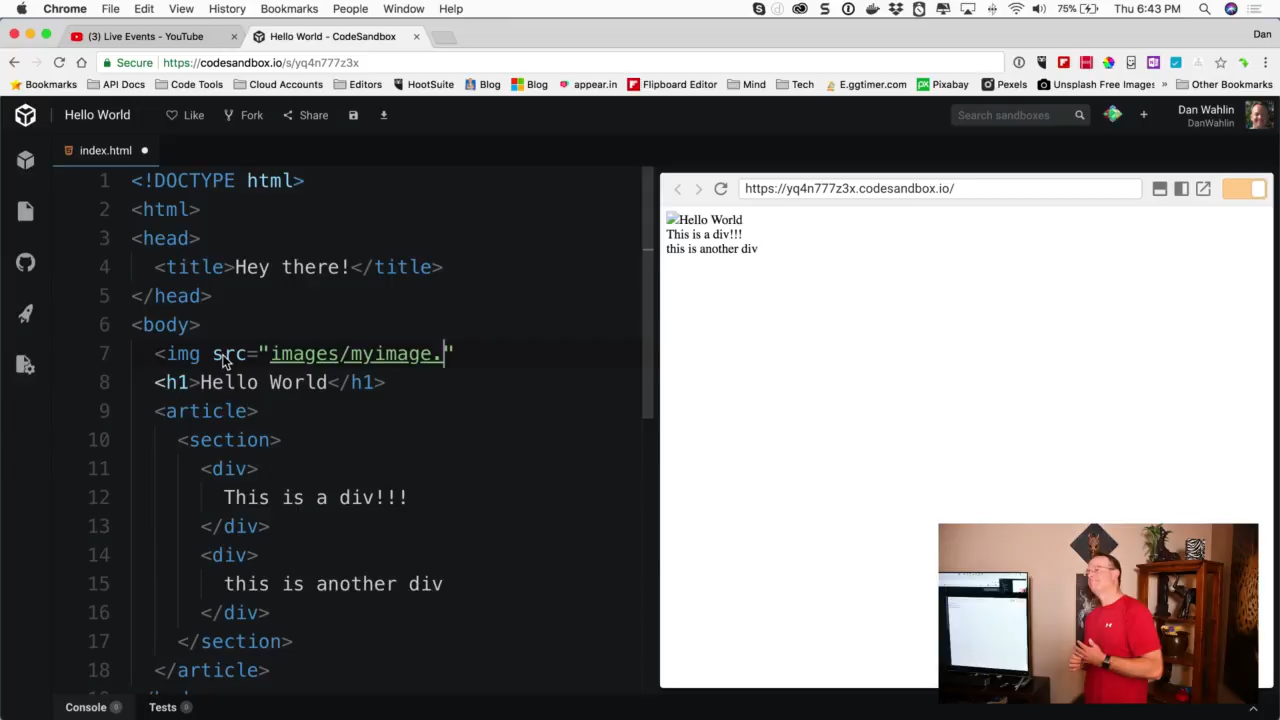 Chrome File Edit View History Bookmarks People Window Help
75% Thu 6:43 PM
(3) Live Events - YouTube
Hello World - CodeSandbox
Dan
Secure https://codesandbox.io/s/yq4n777z3x
Bookmarks API Docs Code Tools Cloud Accounts Editors HootSuite Blog Blog appear.in Flipboard Editor Mind Tech E.ggtimer.com Pixabay Pexels Unsplash Free Images » Other Bookmarks
Hello World Like Fork Share
Search sandboxes
Dan Wahlin
DanWahlin
index.html
1 <!DOCTYPE html>
2 <html>
3 <head>
4 <title>Hey there!</title>
5 </head>
6 <body>
7 <img src="images/myimage."
8 <h1>Hello World</h1>
9 <article>
10 <section>
11 <div>
12 This is a div!!!
13 </div>
14 <div>
15 this is another div
16 </div>
17 </section>
18 </article>
https://yq4n777z3x.codesandbox.io/
Hello World
This is a div!!!
this is another div
Console 0 Tests 0